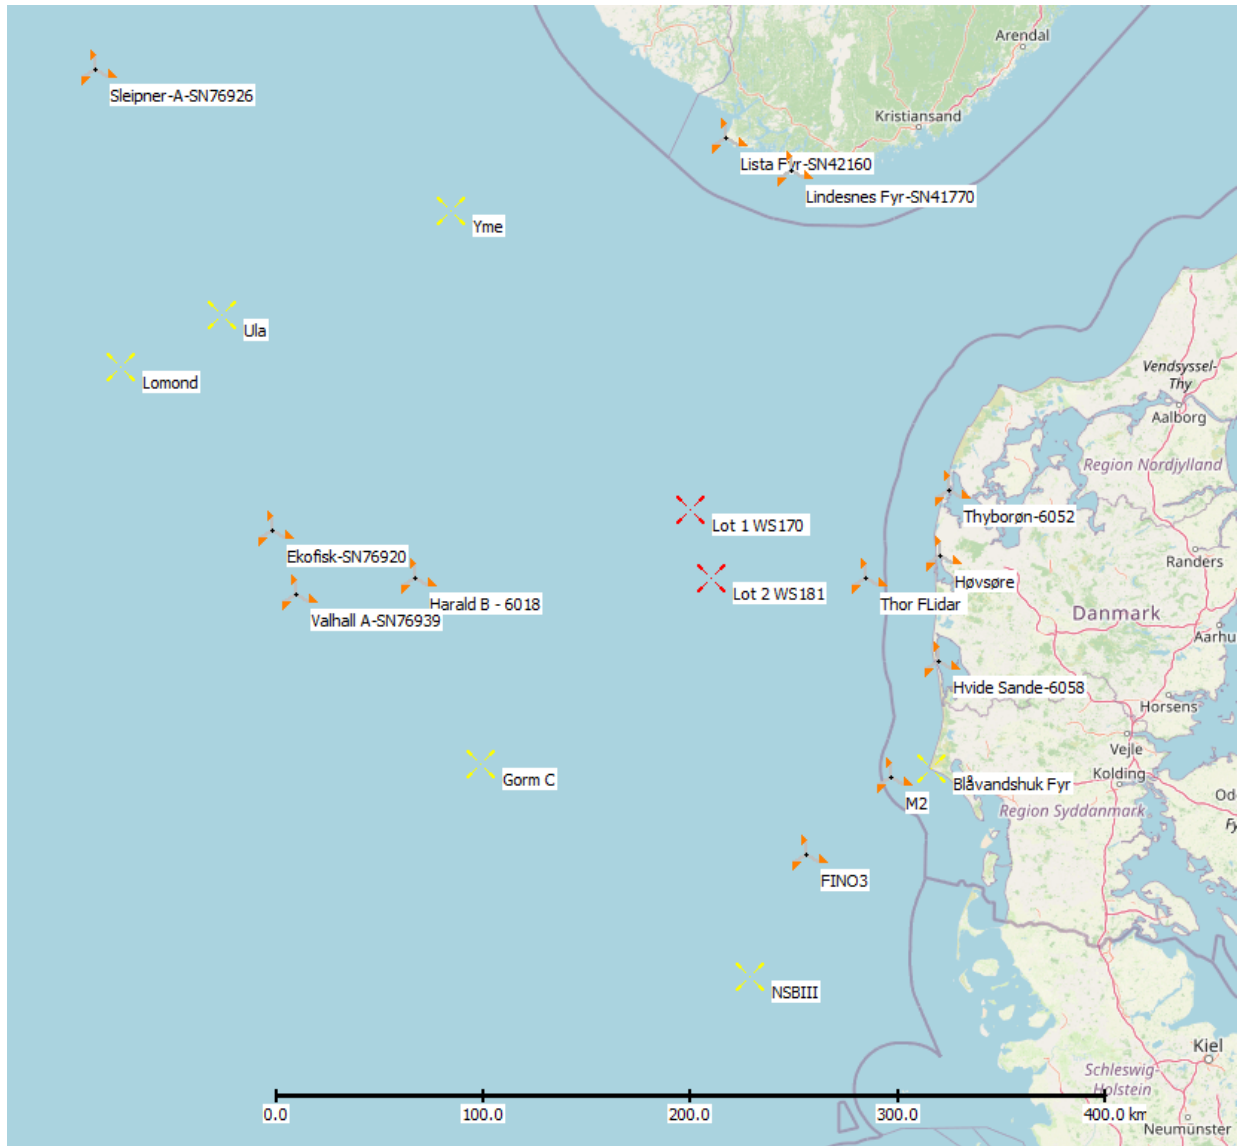 Arendal
Sleipner-A-SN76926
Kristiansand
Lista Fyr-SN42160
Lindesnes Fyr-SN41770
Yme
Ula
Lomond
Vendsyssel-
Thy
Aalborg
Region Nordjylland
Thyborøn-6052
Lot 1 WS170
Ekofisk-SN76920
Randers
Høvsøre
Lot 2 WS181
Thor FLidar
Harald B - 6018
Valhall A-SN76939
Danmark
Aarhu
Hvide Sande-6058
Horsens
Vejle
Kolding
Gorm C
Blåvandshuk Fyr
M2
Od
Region Syddanmark
Fy
FINO3
NSBIII
Kiel
Schleswig-
Holstein
0.0 100.0 200.0 300.0 400.0 km
Neumünster